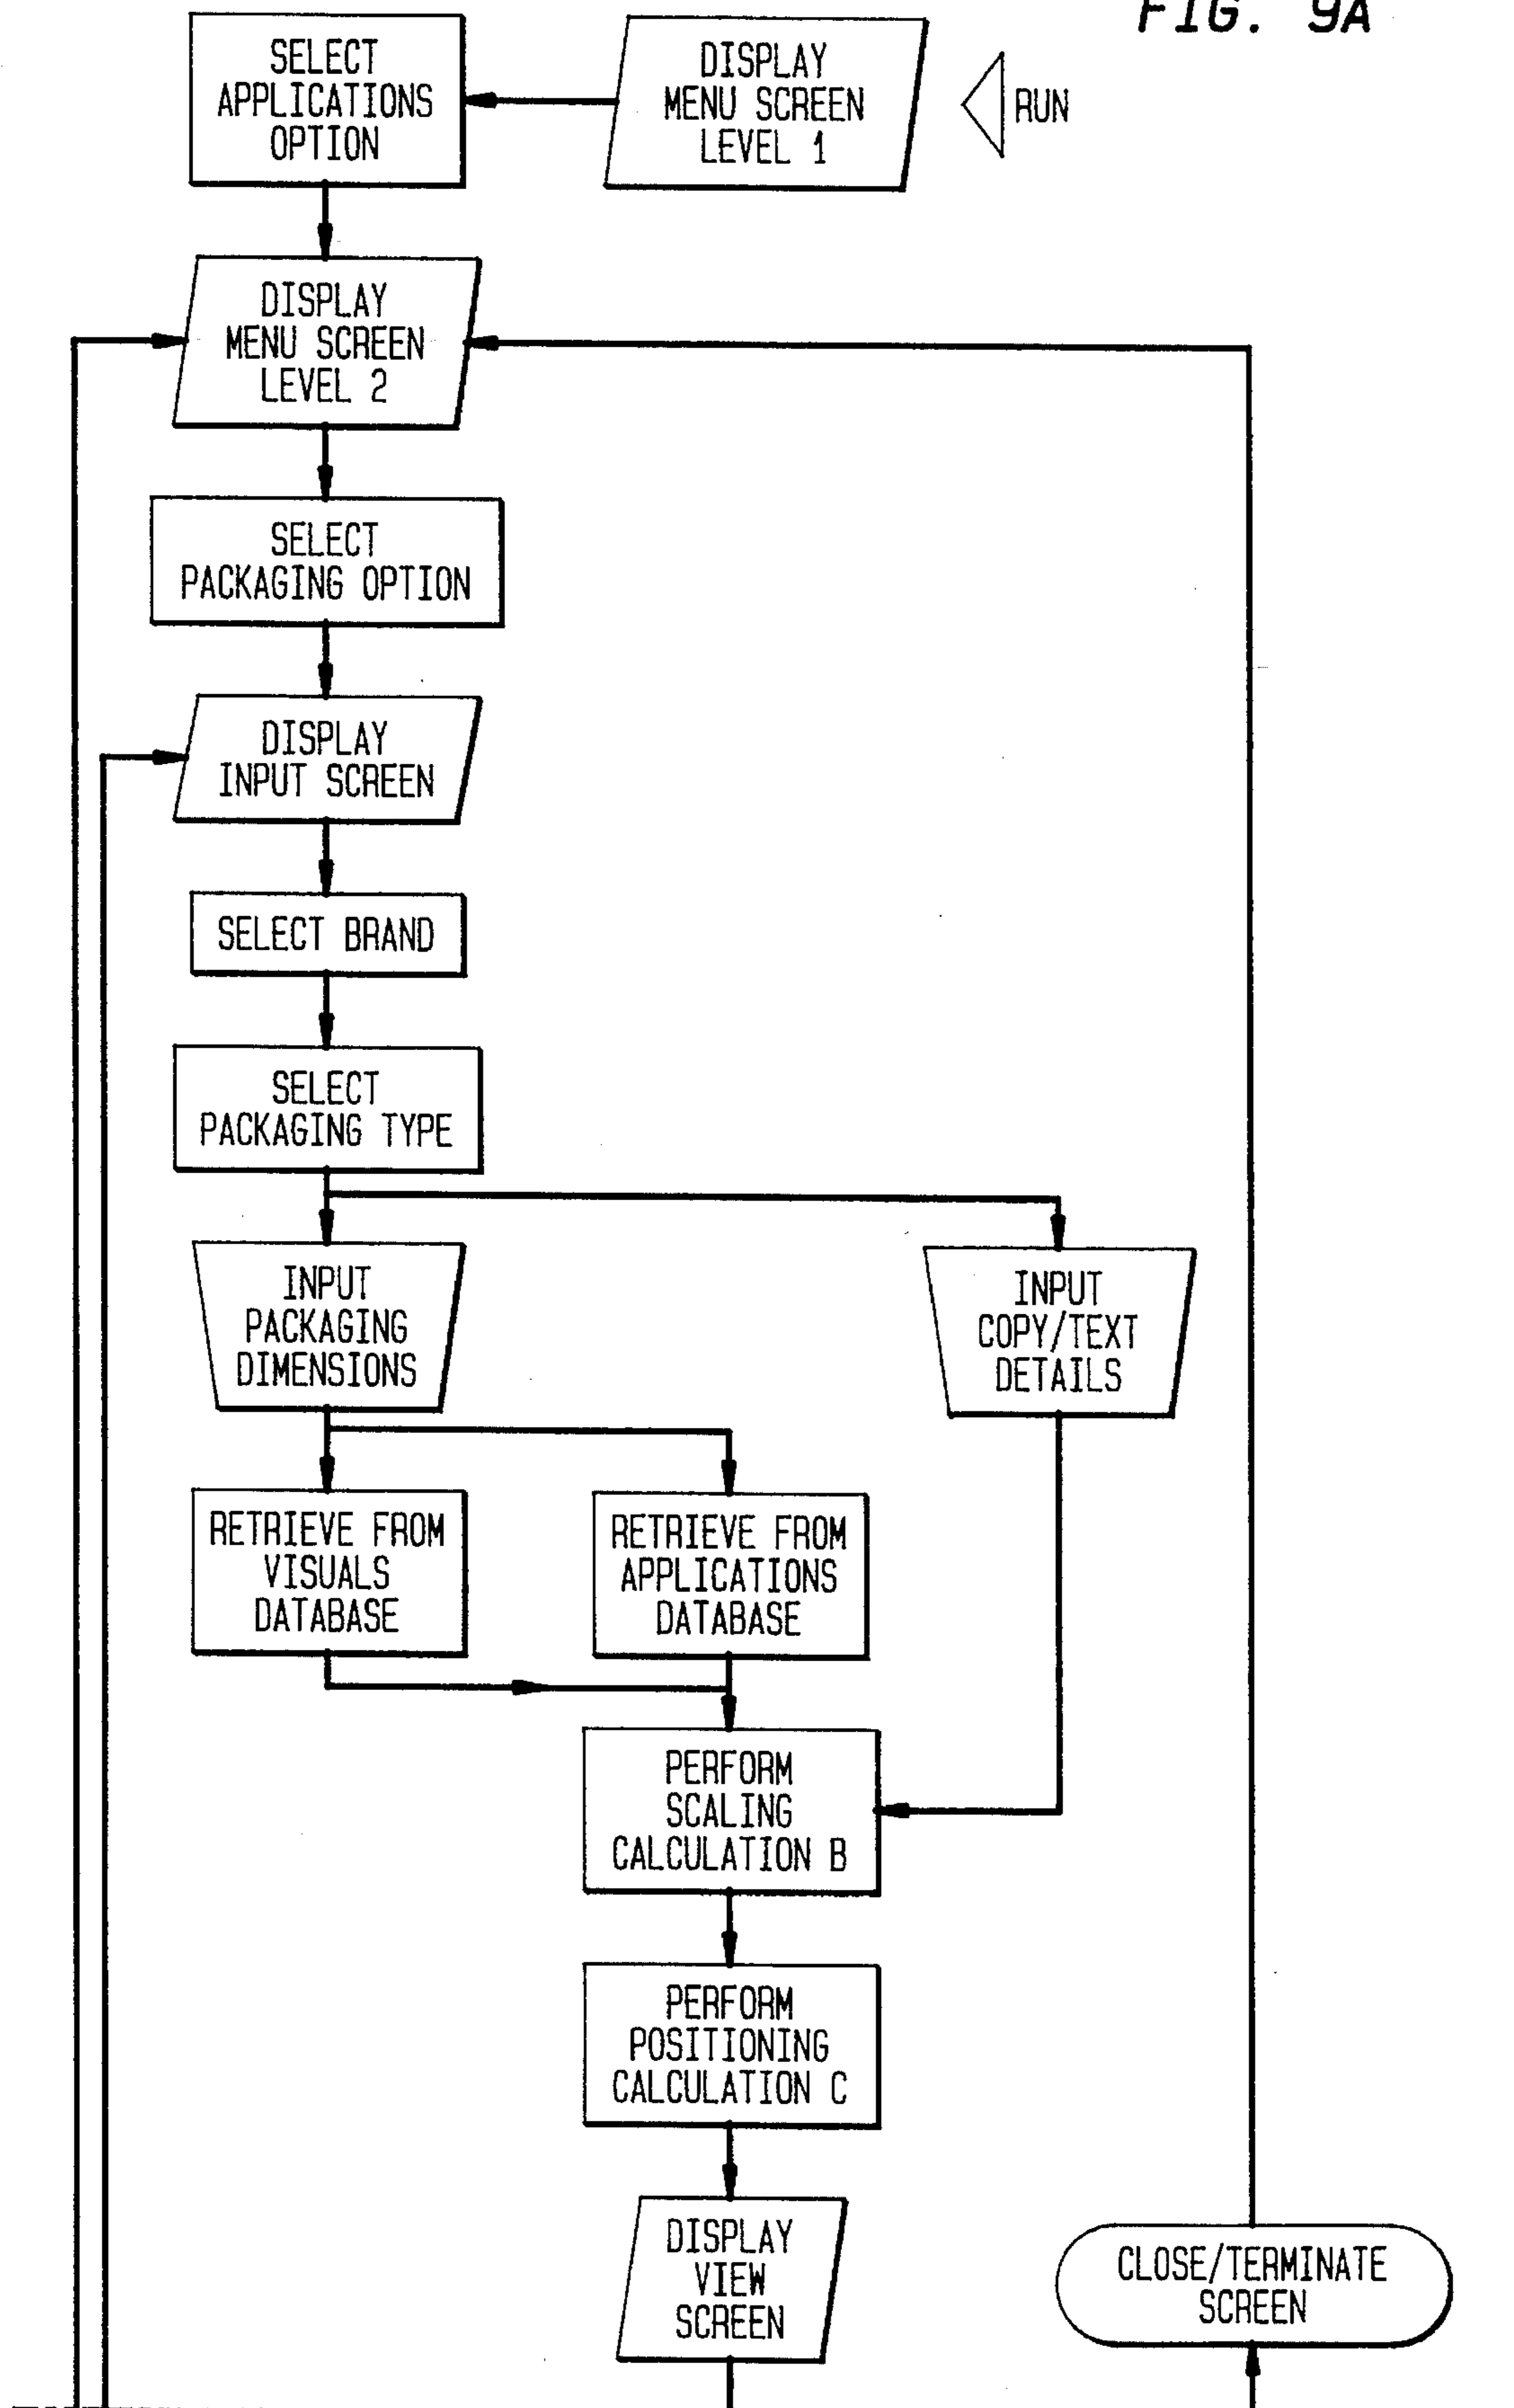 FIG. 9A
SELECT
APPLICATIONS
OPTION
DISPLAY
MENU SCREEN
LEVEL 1
RUN
DISPLAY
MENU SCREEN
LEVEL 2
SELECT
PACKAGING OPTION
DISPLAY
INPUT SCREEN
SELECT BRAND
SELECT
PACKAGING TYPE
INPUT
PACKAGING
DIMENSIONS
INPUT
COPY/TEXT
DETAILS
RETRIEVE FROM
VISUALS
DATABASE
RETRIEVE FROM
APPLICATIONS
DATABASE
PERFORM
SCALING
CALCULATION B
PERFORM
POSITIONING
CALCULATION C
DISPLAY
VIEW
SCREEN
CLOSE/TERMINATE
SCREEN